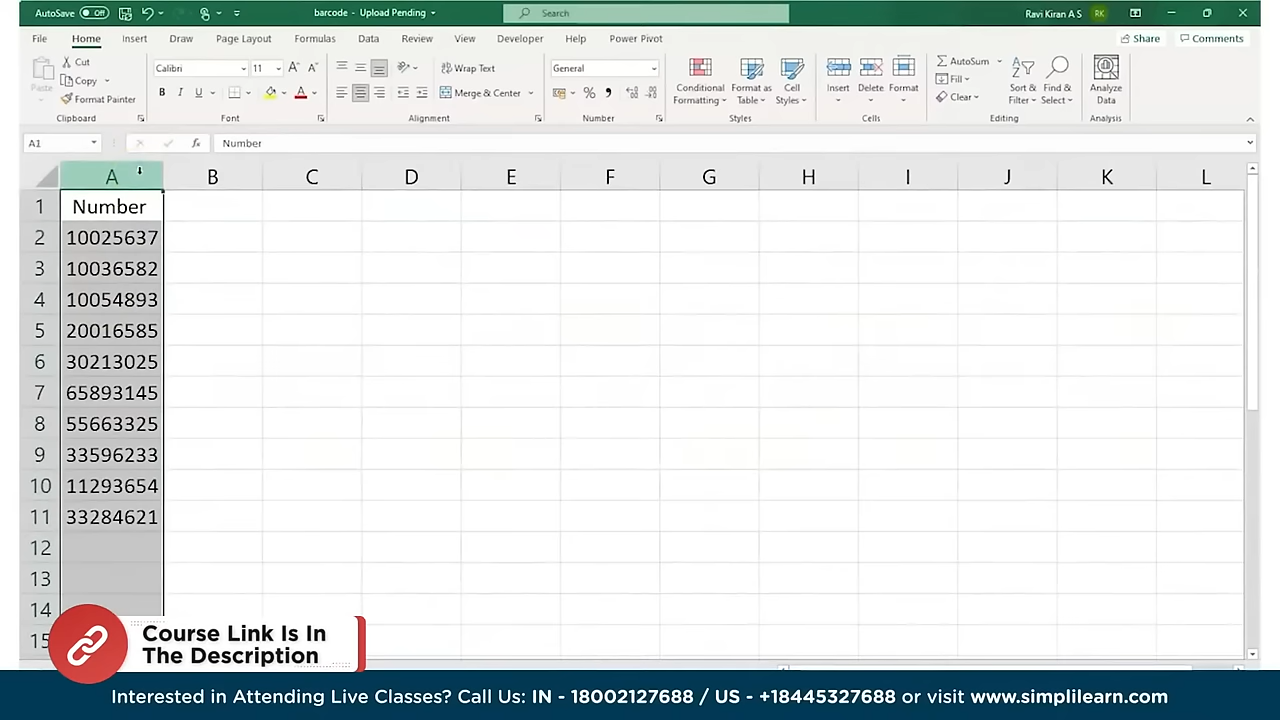 AutoSave Off
barcode - Upload Pending
Search
Ravi Kiran A S RK
File Home Insert Draw Page Layout Formulas Data Review View Developer Help Power Pivot Share Comments
Paste
Cut
Copy
Format Painter
Clipboard
Calibri 11 A A
B I U A
Font
Wrap Text
Merge & Center
Alignment
General
%
Number
Conditional Formatting
Format as Table
Cell Styles
Styles
Insert Delete Format
Cells
AutoSum
Fill
Clear
Sort & Filter
Find & Select
Editing
Analyze Data
Analysis
A1 fx Number
A B C D E F G H I J K L
1 Number
2 10025637
3 10036582
4 10054893
5 20016585
6 30213025
7 65893145
8 55663325
9 33596233
10 11293654
11 33284621
12
13
14
15
Course Link Is In
The Description
Interested in Attending Live Classes? Call Us: IN - 18002127688 / US - +18445327688 or visit www.simplilearn.com